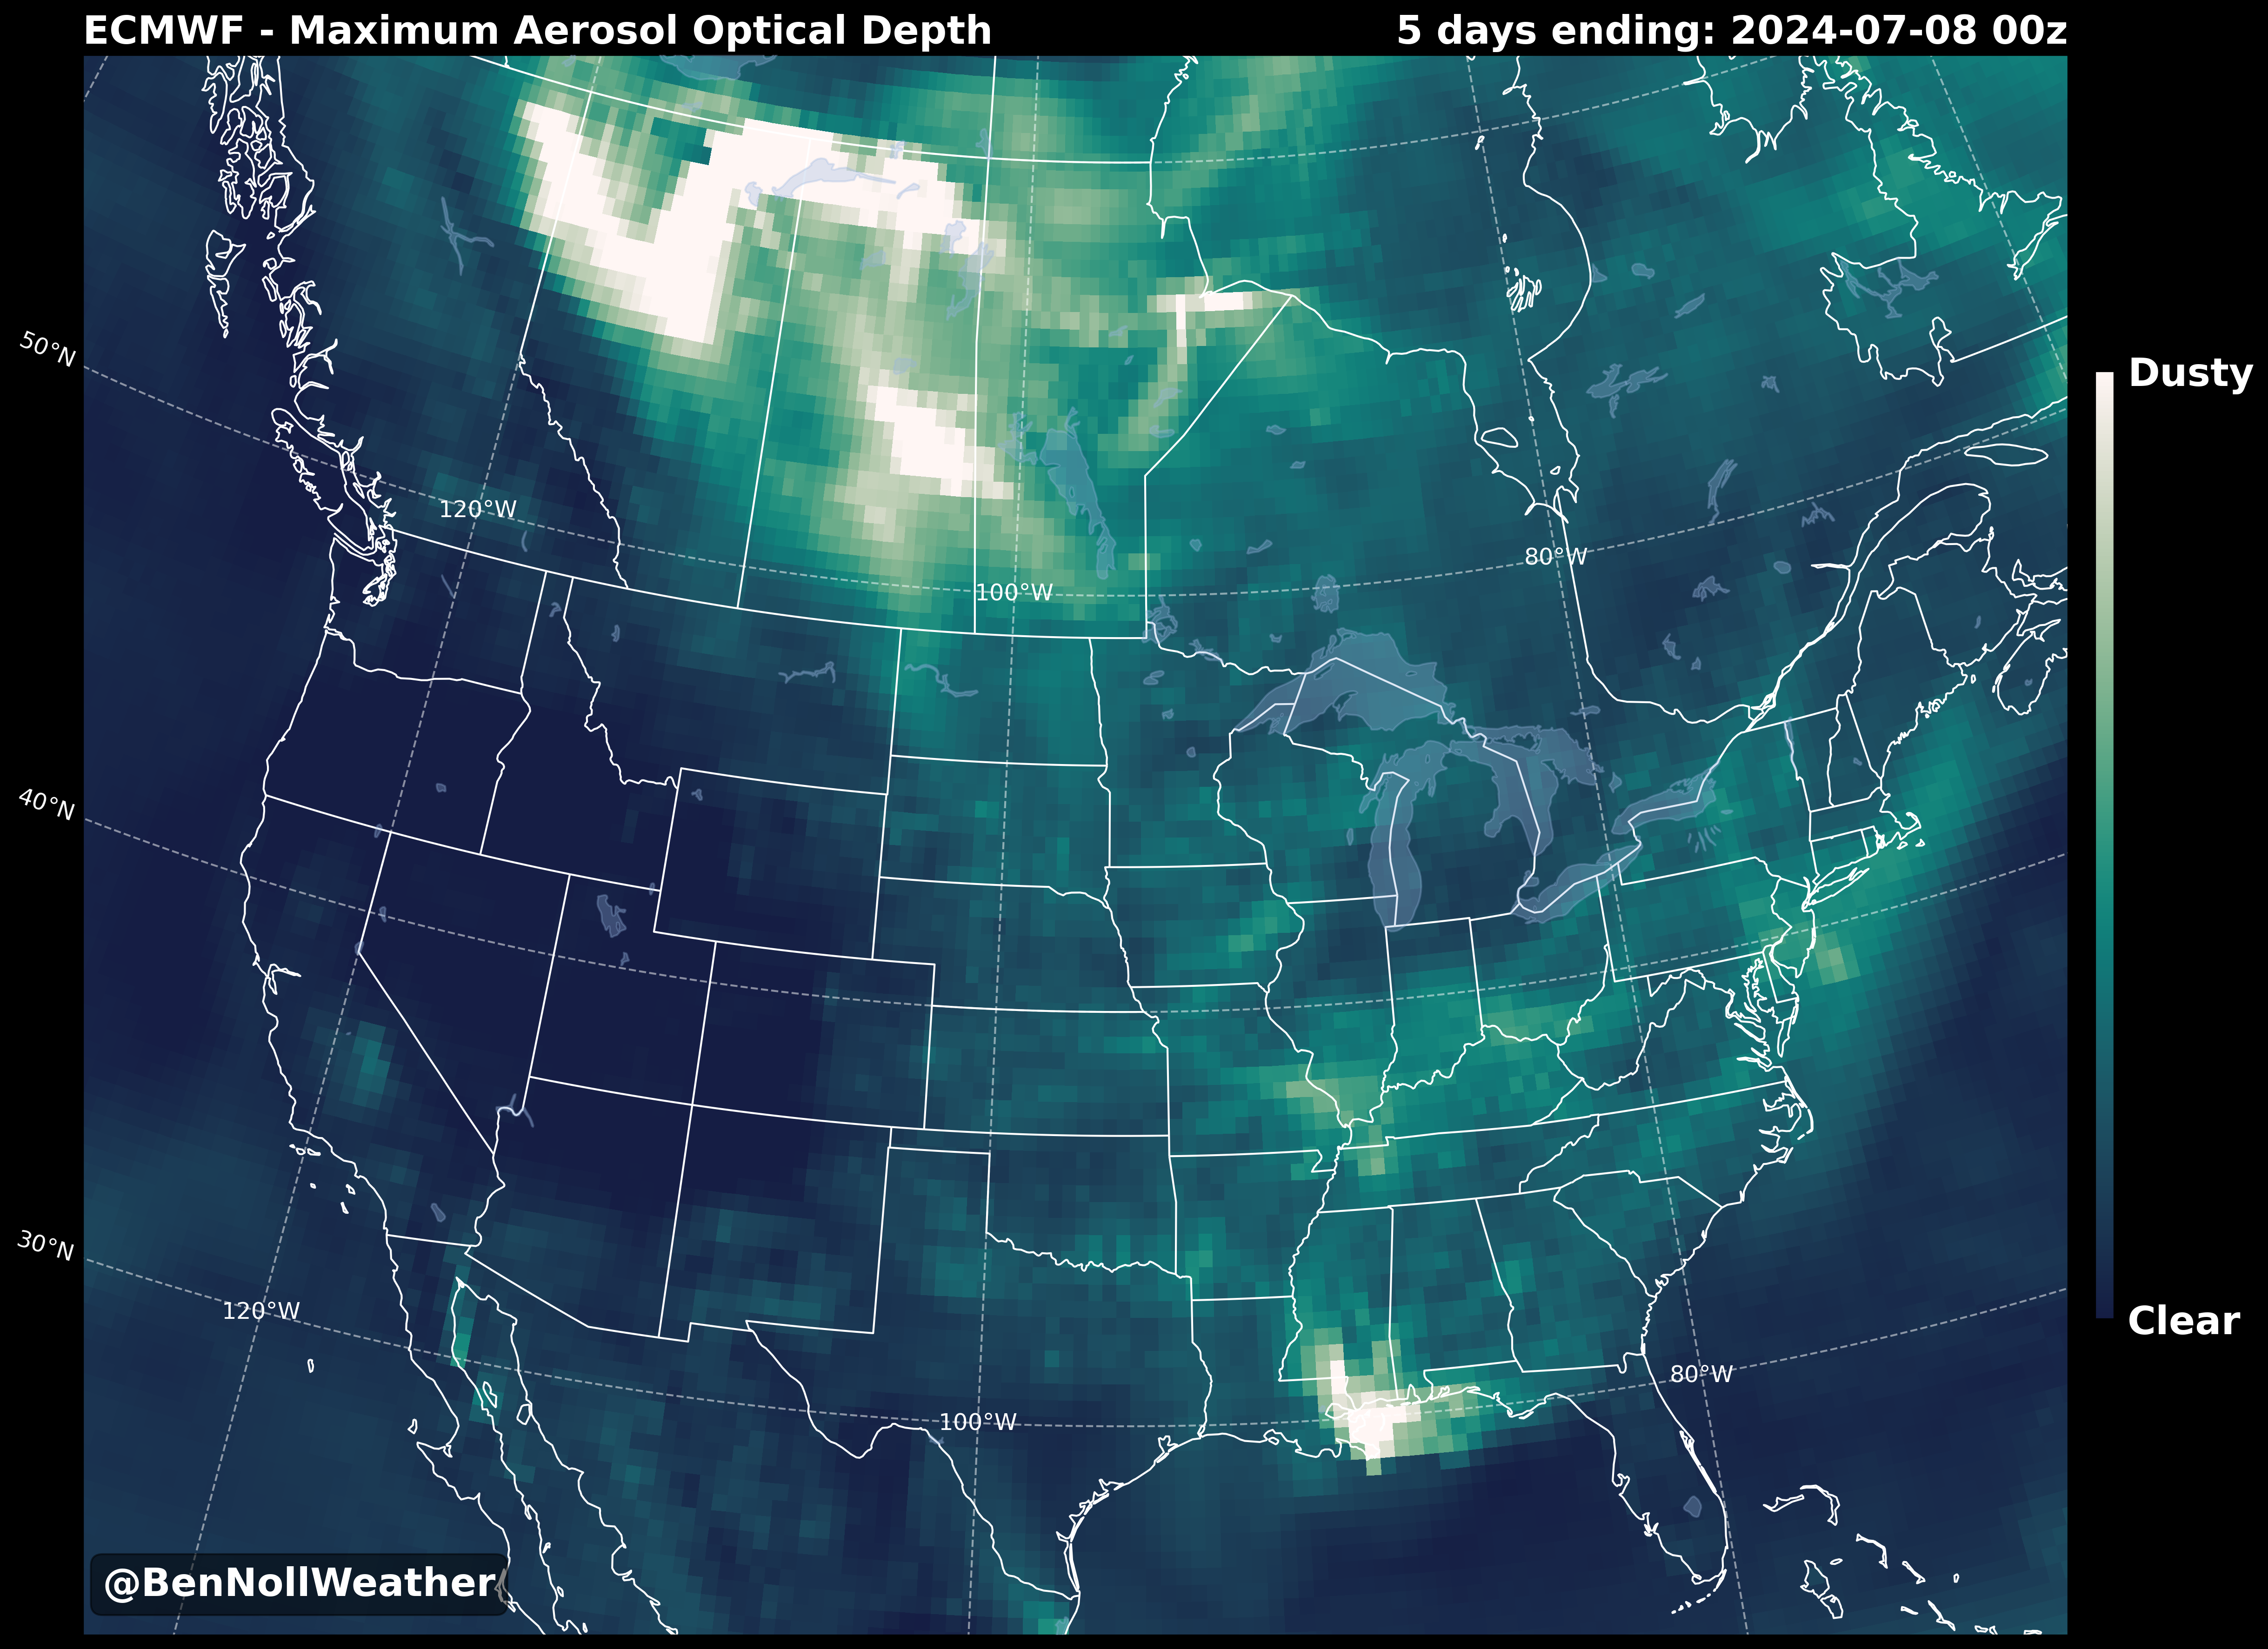 ECMWF - Maximum Aerosol Optical Depth
5 days ending: 2024-07-08 00z
50°N
Dusty
120°W
80°W
100°W
40°N
30°N
120°W
Clear
80°W
100°W
@BenNollWeather